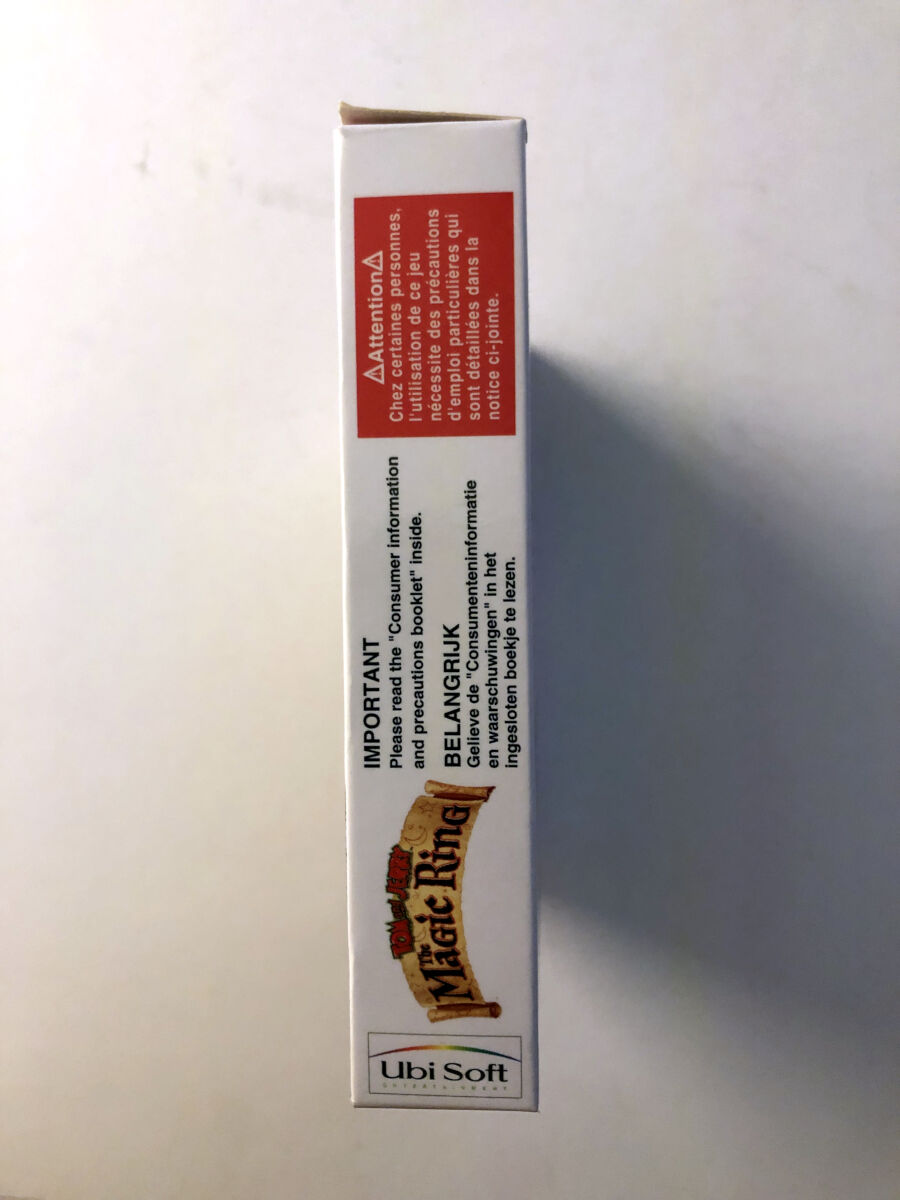 Ubi Soft
ENTERTAINMENT
TOM and JERRY
The
Magic Ring
IMPORTANT
Please read the "Consumer information
and precautions booklet" inside.
BELANGRIJK
Gelieve de "Consumenteninformatie
en waarschuwingen" in het
ingesloten boekje te lezen.
⚠Attention⚠
Chez certaines personnes,
l'utilisation de ce jeu
nécessite des précautions
d'emploi particulières qui
sont détaillées dans la
notice ci-jointe.